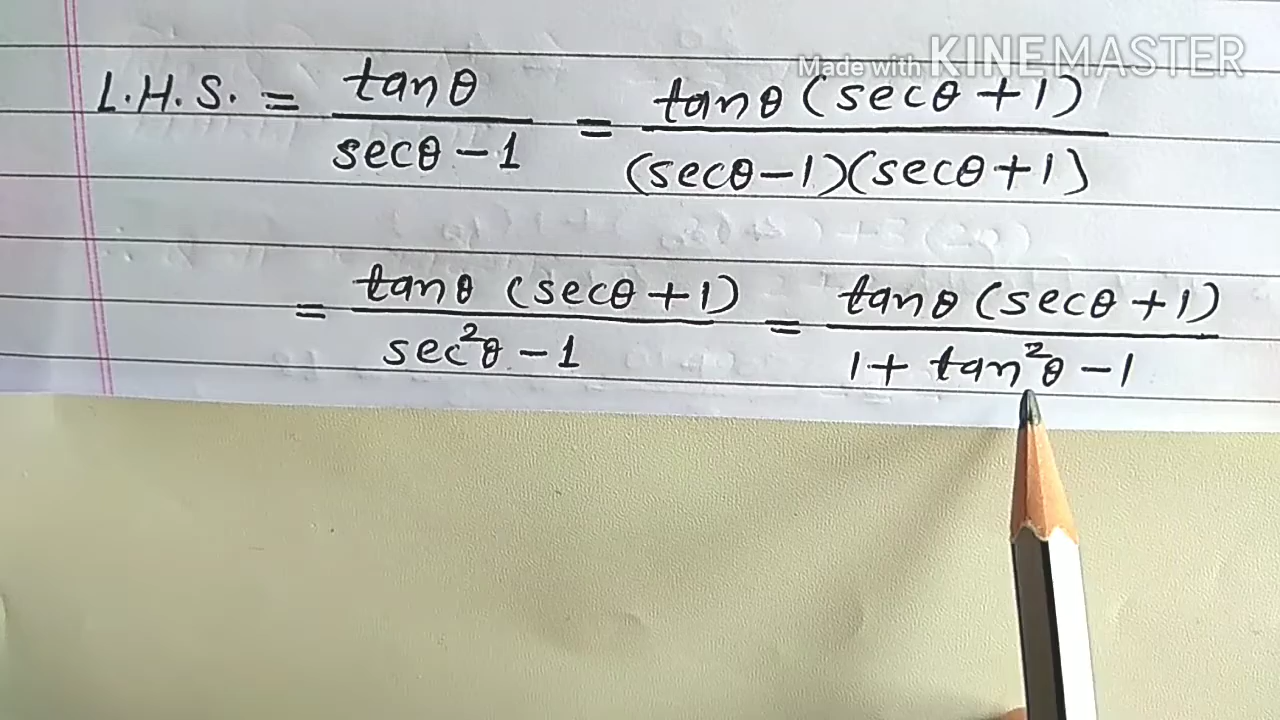 Made with KINEMASTER
L.H.S. = tanθ / secθ - 1 = tanθ (secθ + 1) / (secθ - 1)(secθ + 1)
= tanθ (secθ + 1) / sec²θ - 1 = tanθ (secθ + 1) / 1 + tan²θ - 1